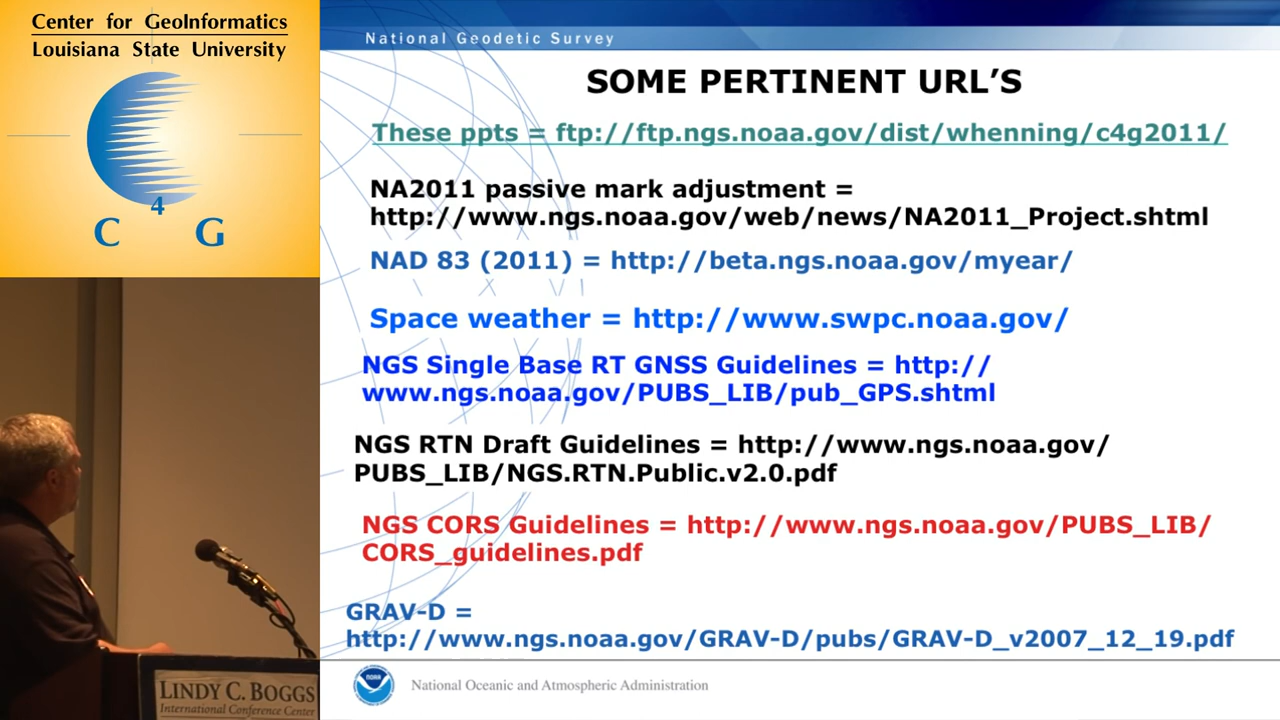 Center for GeoInformatics
Louisiana State University
C 4 G
National Geodetic Survey
SOME PERTINENT URL'S
These ppts = ftp://ftp.ngs.noaa.gov/dist/whenning/c4g2011/
NA2011 passive mark adjustment =
http://www.ngs.noaa.gov/web/news/NA2011_Project.shtml
NAD 83 (2011) = http://beta.ngs.noaa.gov/myear/
Space weather = http://www.swpc.noaa.gov/
NGS Single Base RT GNSS Guidelines = http://
www.ngs.noaa.gov/PUBS_LIB/pub_GPS.shtml
NGS RTN Draft Guidelines = http://www.ngs.noaa.gov/
PUBS_LIB/NGS.RTN.Public.v2.0.pdf
NGS CORS Guidelines = http://www.ngs.noaa.gov/PUBS_LIB/
CORS_guidelines.pdf
GRAV-D =
http://www.ngs.noaa.gov/GRAV-D/pubs/GRAV-D_v2007_12_19.pdf
NOAA
National Oceanic and Atmospheric Administration
LINDY C. BOGGS
International Conference Center